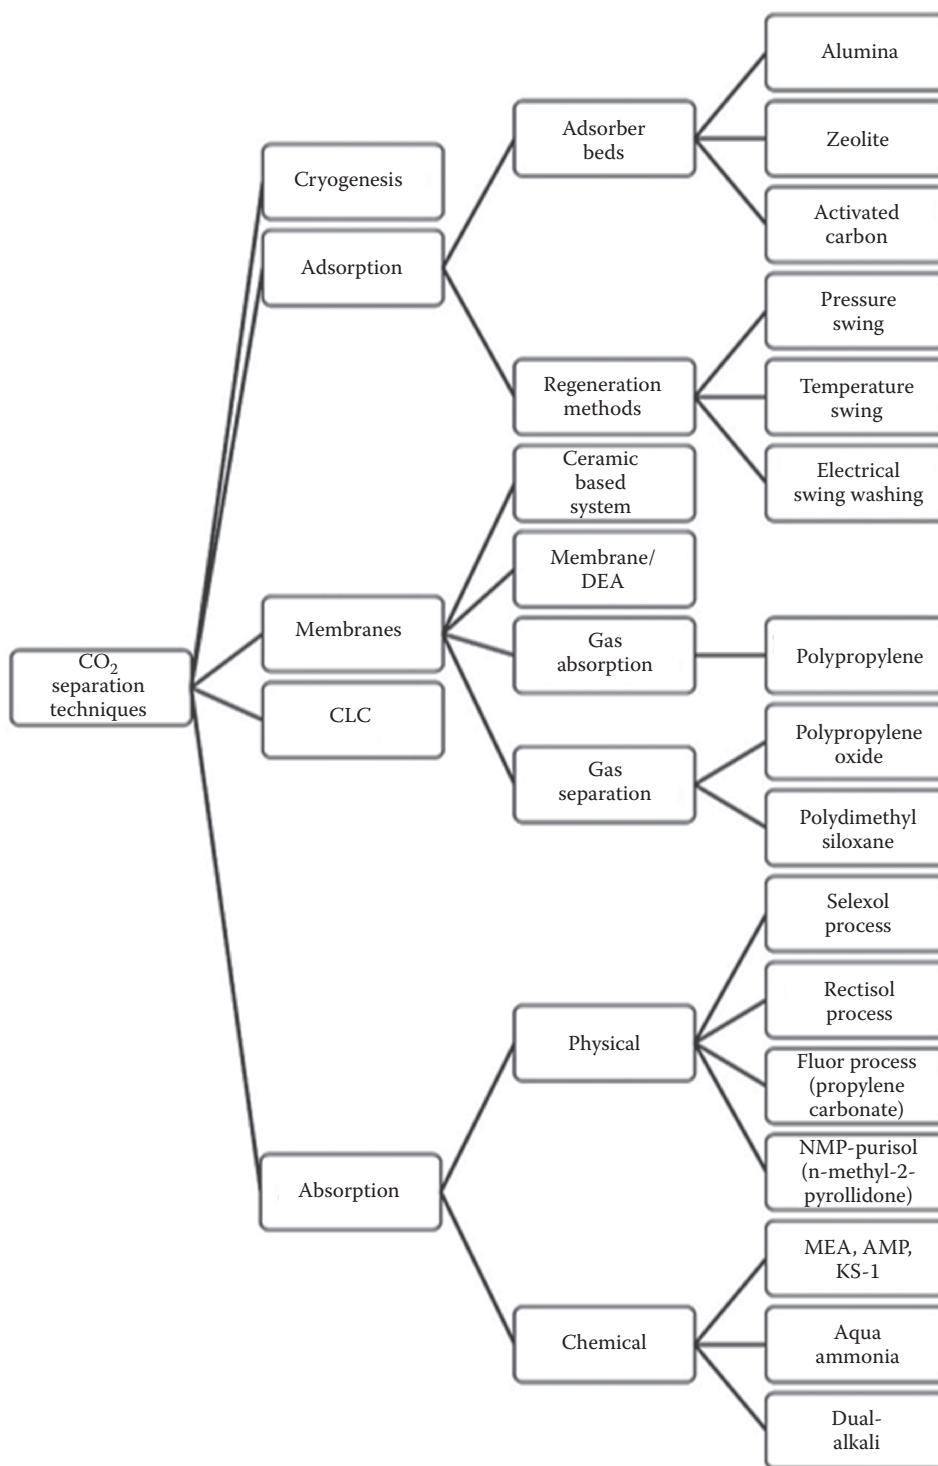 Alumina
Adsorber
beds
Zeolite
Cryogenesis
Activated
carbon
Adsorption
Pressure
swing
Regeneration
methods
Temperature
swing
Ceramic
based
system
Electrical
swing washing
Membrane/
DEA
Membranes
Gas
absorption
Polypropylene
CO₂
separation
techniques
CLC
Polypropylene
oxide
Gas
separation
Polydimethyl
siloxane
Selexol
process
Rectisol
process
Physical
Fluor process
(propylene
carbonate)
NMP-purisol
(n-methyl-2-
pyrollidone)
Absorption
MEA, AMP,
KS-1
Chemical
Aqua
ammonia
Dual-
alkali